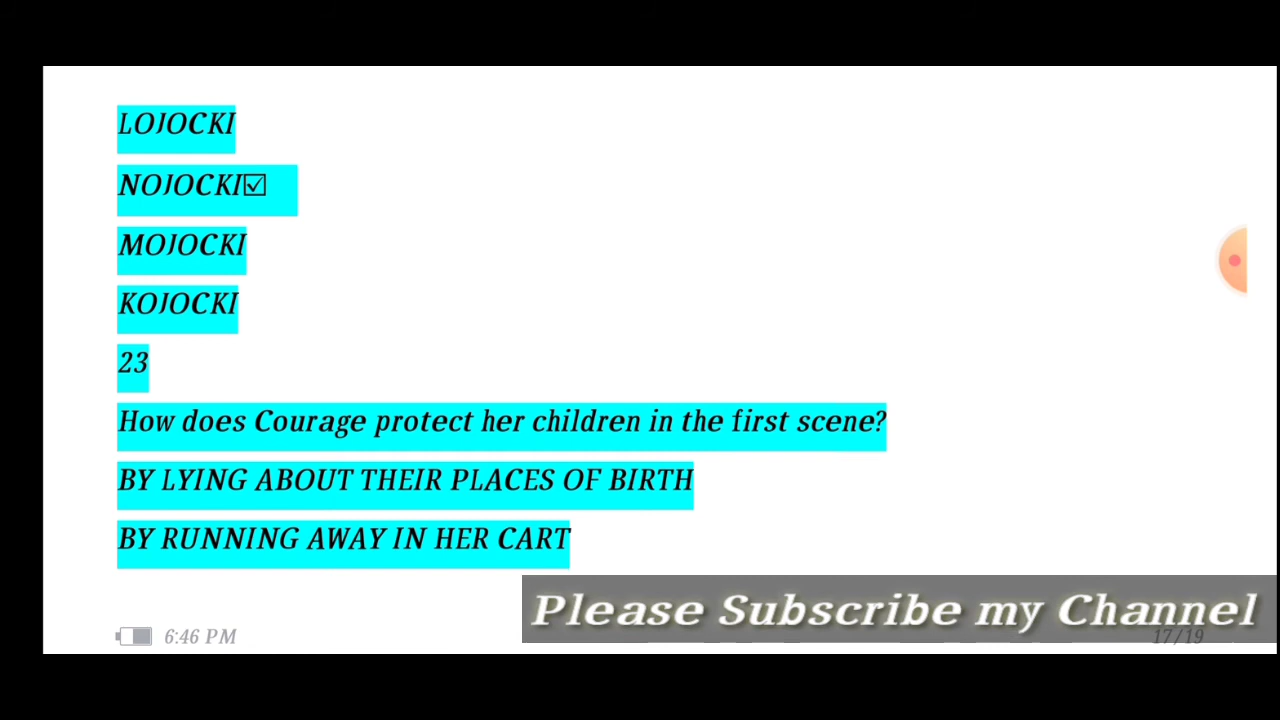 LOJOCKI
NOJOCKI☑
MOJOCKI
KOJOCKI
23
How does Courage protect her children in the first scene?
BY LYING ABOUT THEIR PLACES OF BIRTH
BY RUNNING AWAY IN HER CART
Please Subscribe my Channel
6:46 PM
17/19